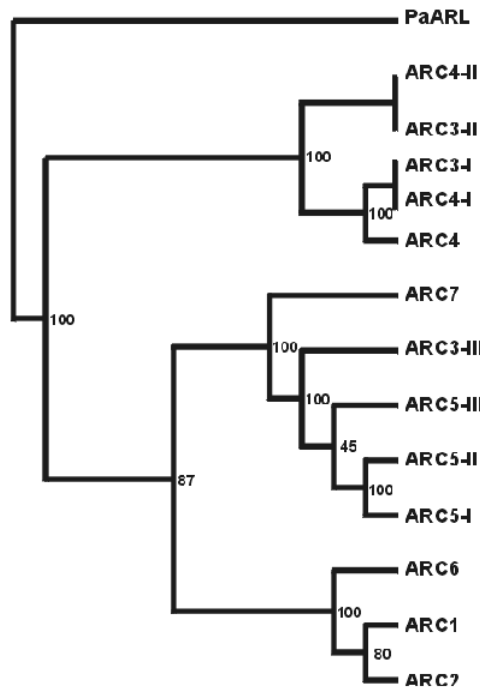 PaARL
ARC4-II
ARC3-II
100
ARC3-I
ARC4-I
100
ARC4
ARC7
100
100
ARC3-III
100
ARC5-III
45
ARC5-II
87
100
ARC5-I
ARC6
100
ARC1
80
ARC2